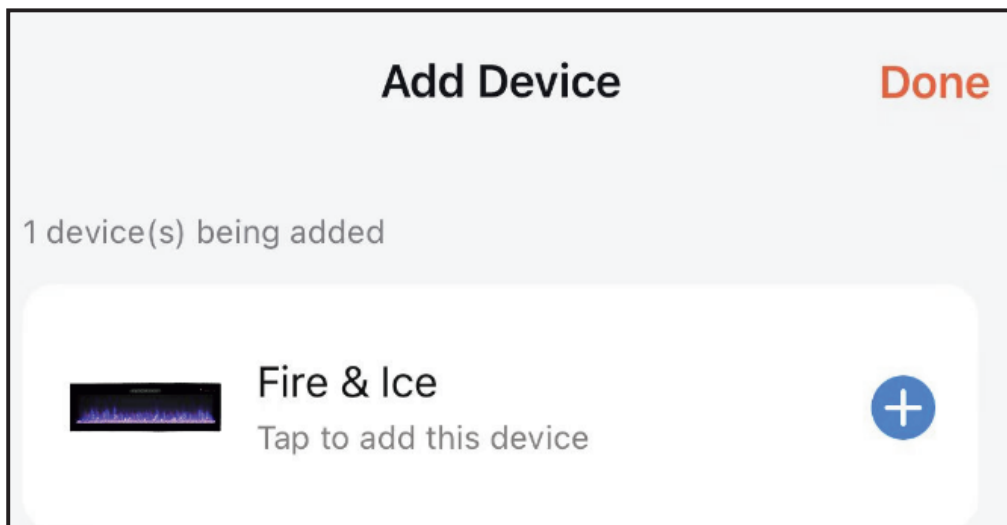 Add Device
Done
1 device(s) being added
Fire & Ice
Tap to add this device